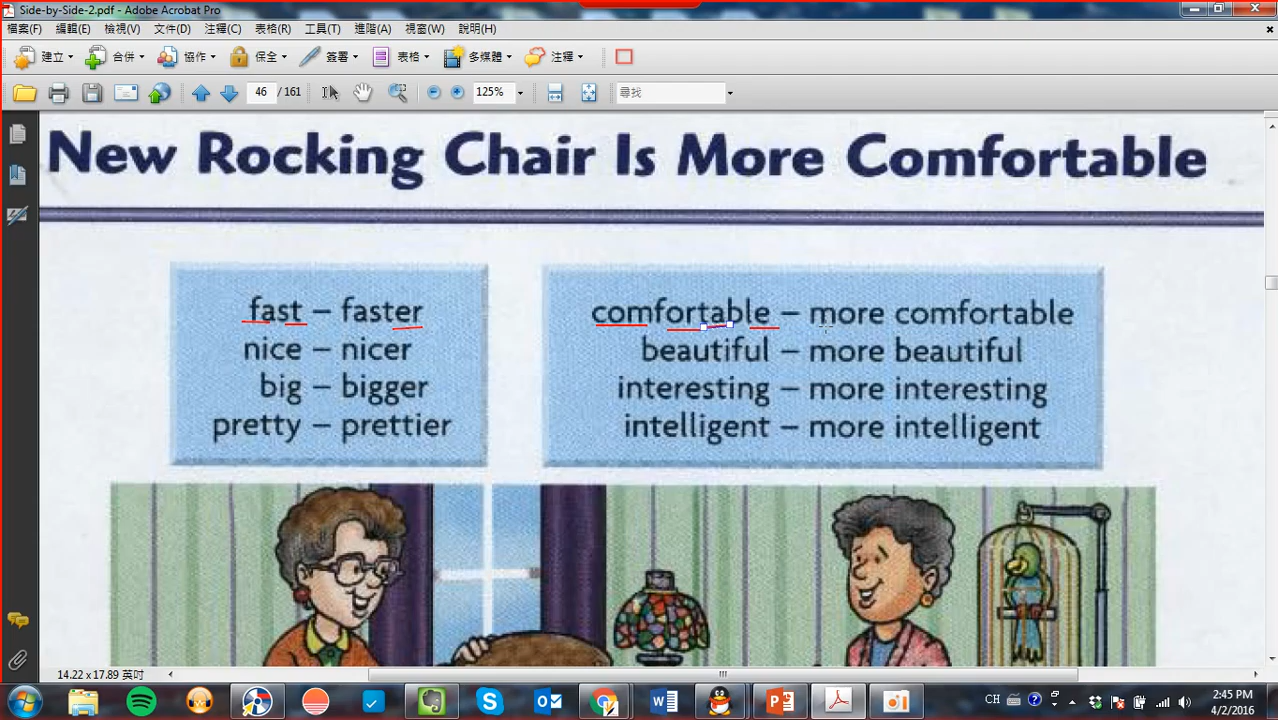 Side-by-Side-2.pdf - Adobe Acrobat Pro
檔案(F) 編輯(E) 檢視(V) 文件(D) 注釋(C) 表格(R) 工具(T) 進階(A) 視窗(W) 說明(H)
建立 合併 協作 保全 簽署 表格 多媒體 注釋
46 / 161 125% 尋找
New Rocking Chair Is More Comfortable
fast – faster
nice – nicer
big – bigger
pretty – prettier
comfortable – more comfortable
beautiful – more beautiful
interesting – more interesting
intelligent – more intelligent
14.22 x 17.89 英吋
CH
2:45 PM
4/2/2016